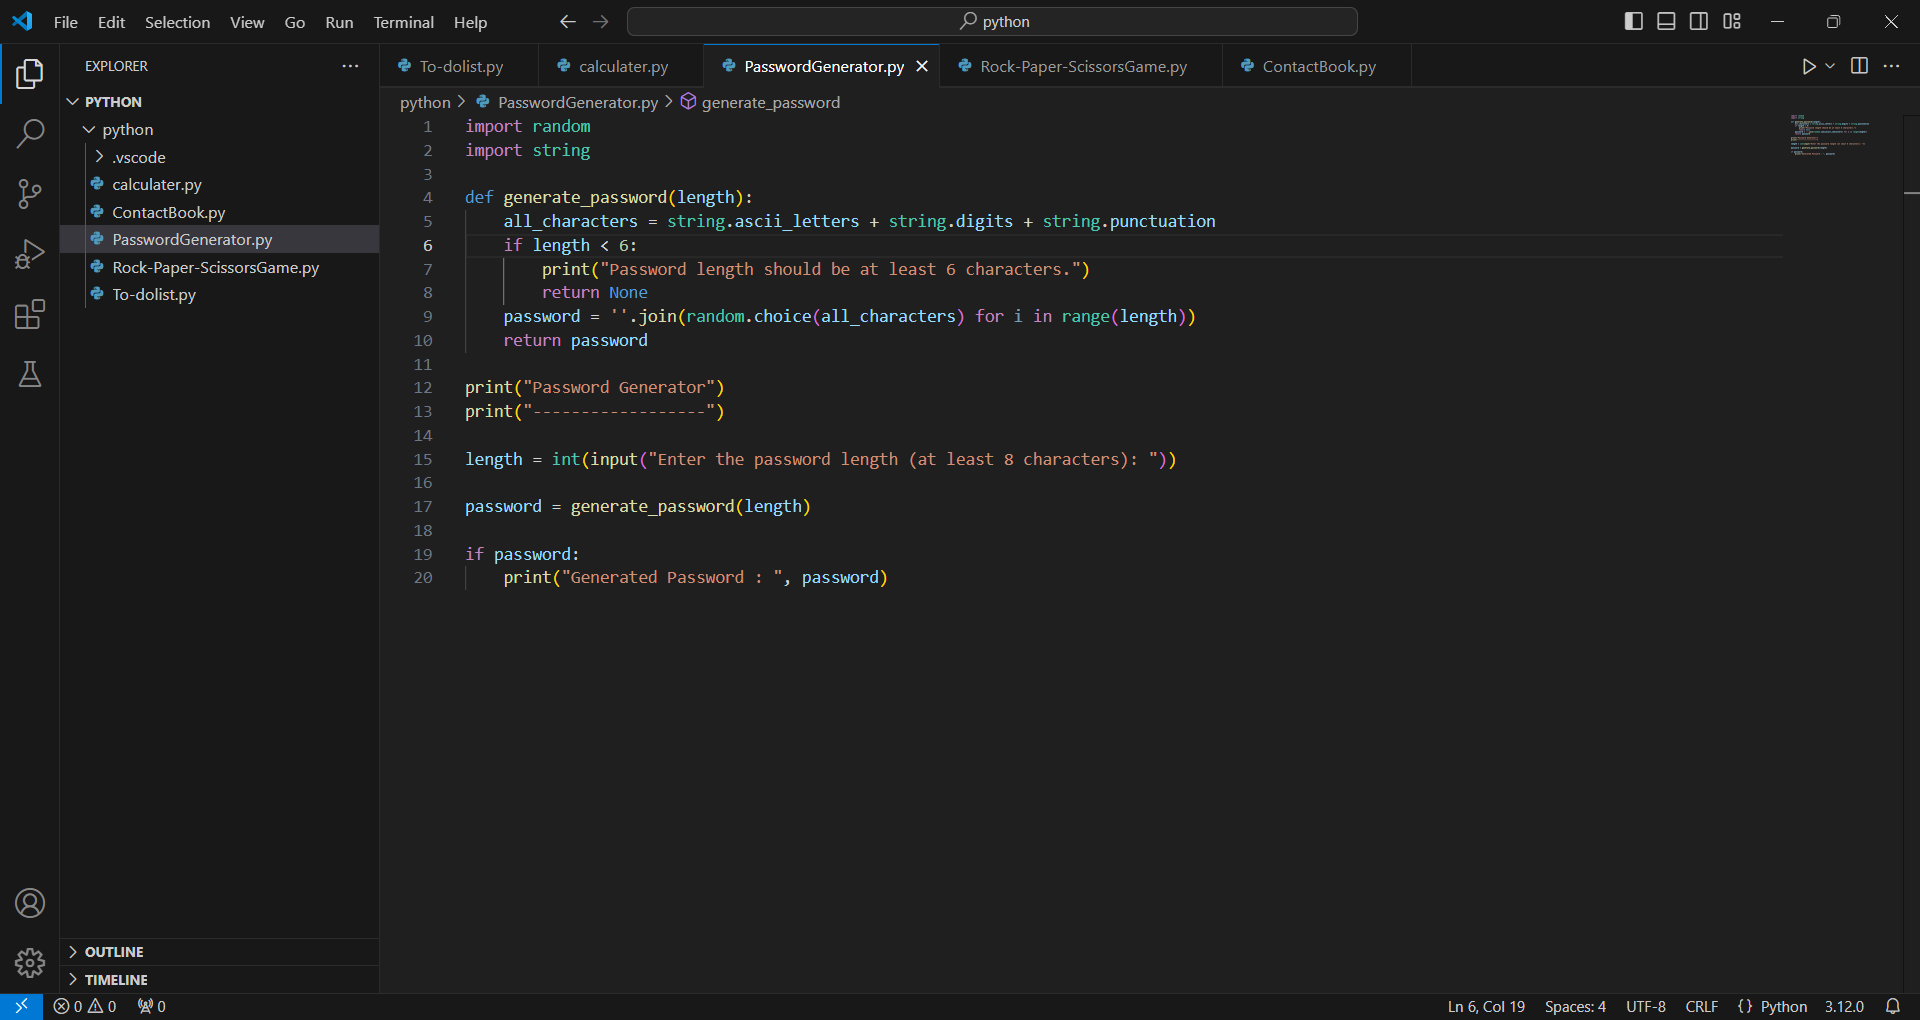 File Edit Selection View Go Run Terminal Help
python
EXPLORER
PYTHON
python
.vscode
calculater.py
ContactBook.py
PasswordGenerator.py
Rock-Paper-ScissorsGame.py
To-dolist.py
OUTLINE
TIMELINE
To-dolist.py calculater.py PasswordGenerator.py Rock-Paper-ScissorsGame.py ContactBook.py
python > PasswordGenerator.py > generate_password
1 import random
2 import string
3
4 def generate_password(length):
5     all_characters = string.ascii_letters + string.digits + string.punctuation
6     if length < 6:
7         print("Password length should be at least 6 characters.")
8         return None
9     password = ''.join(random.choice(all_characters) for i in range(length))
10     return password
11
12 print("Password Generator")
13 print("------------------")
14
15 length = int(input("Enter the password length (at least 8 characters): "))
16
17 password = generate_password(length)
18
19 if password:
20     print("Generated Password : ", password)
0 0 0
Ln 6, Col 19 Spaces: 4 UTF-8 CRLF {} Python 3.12.0